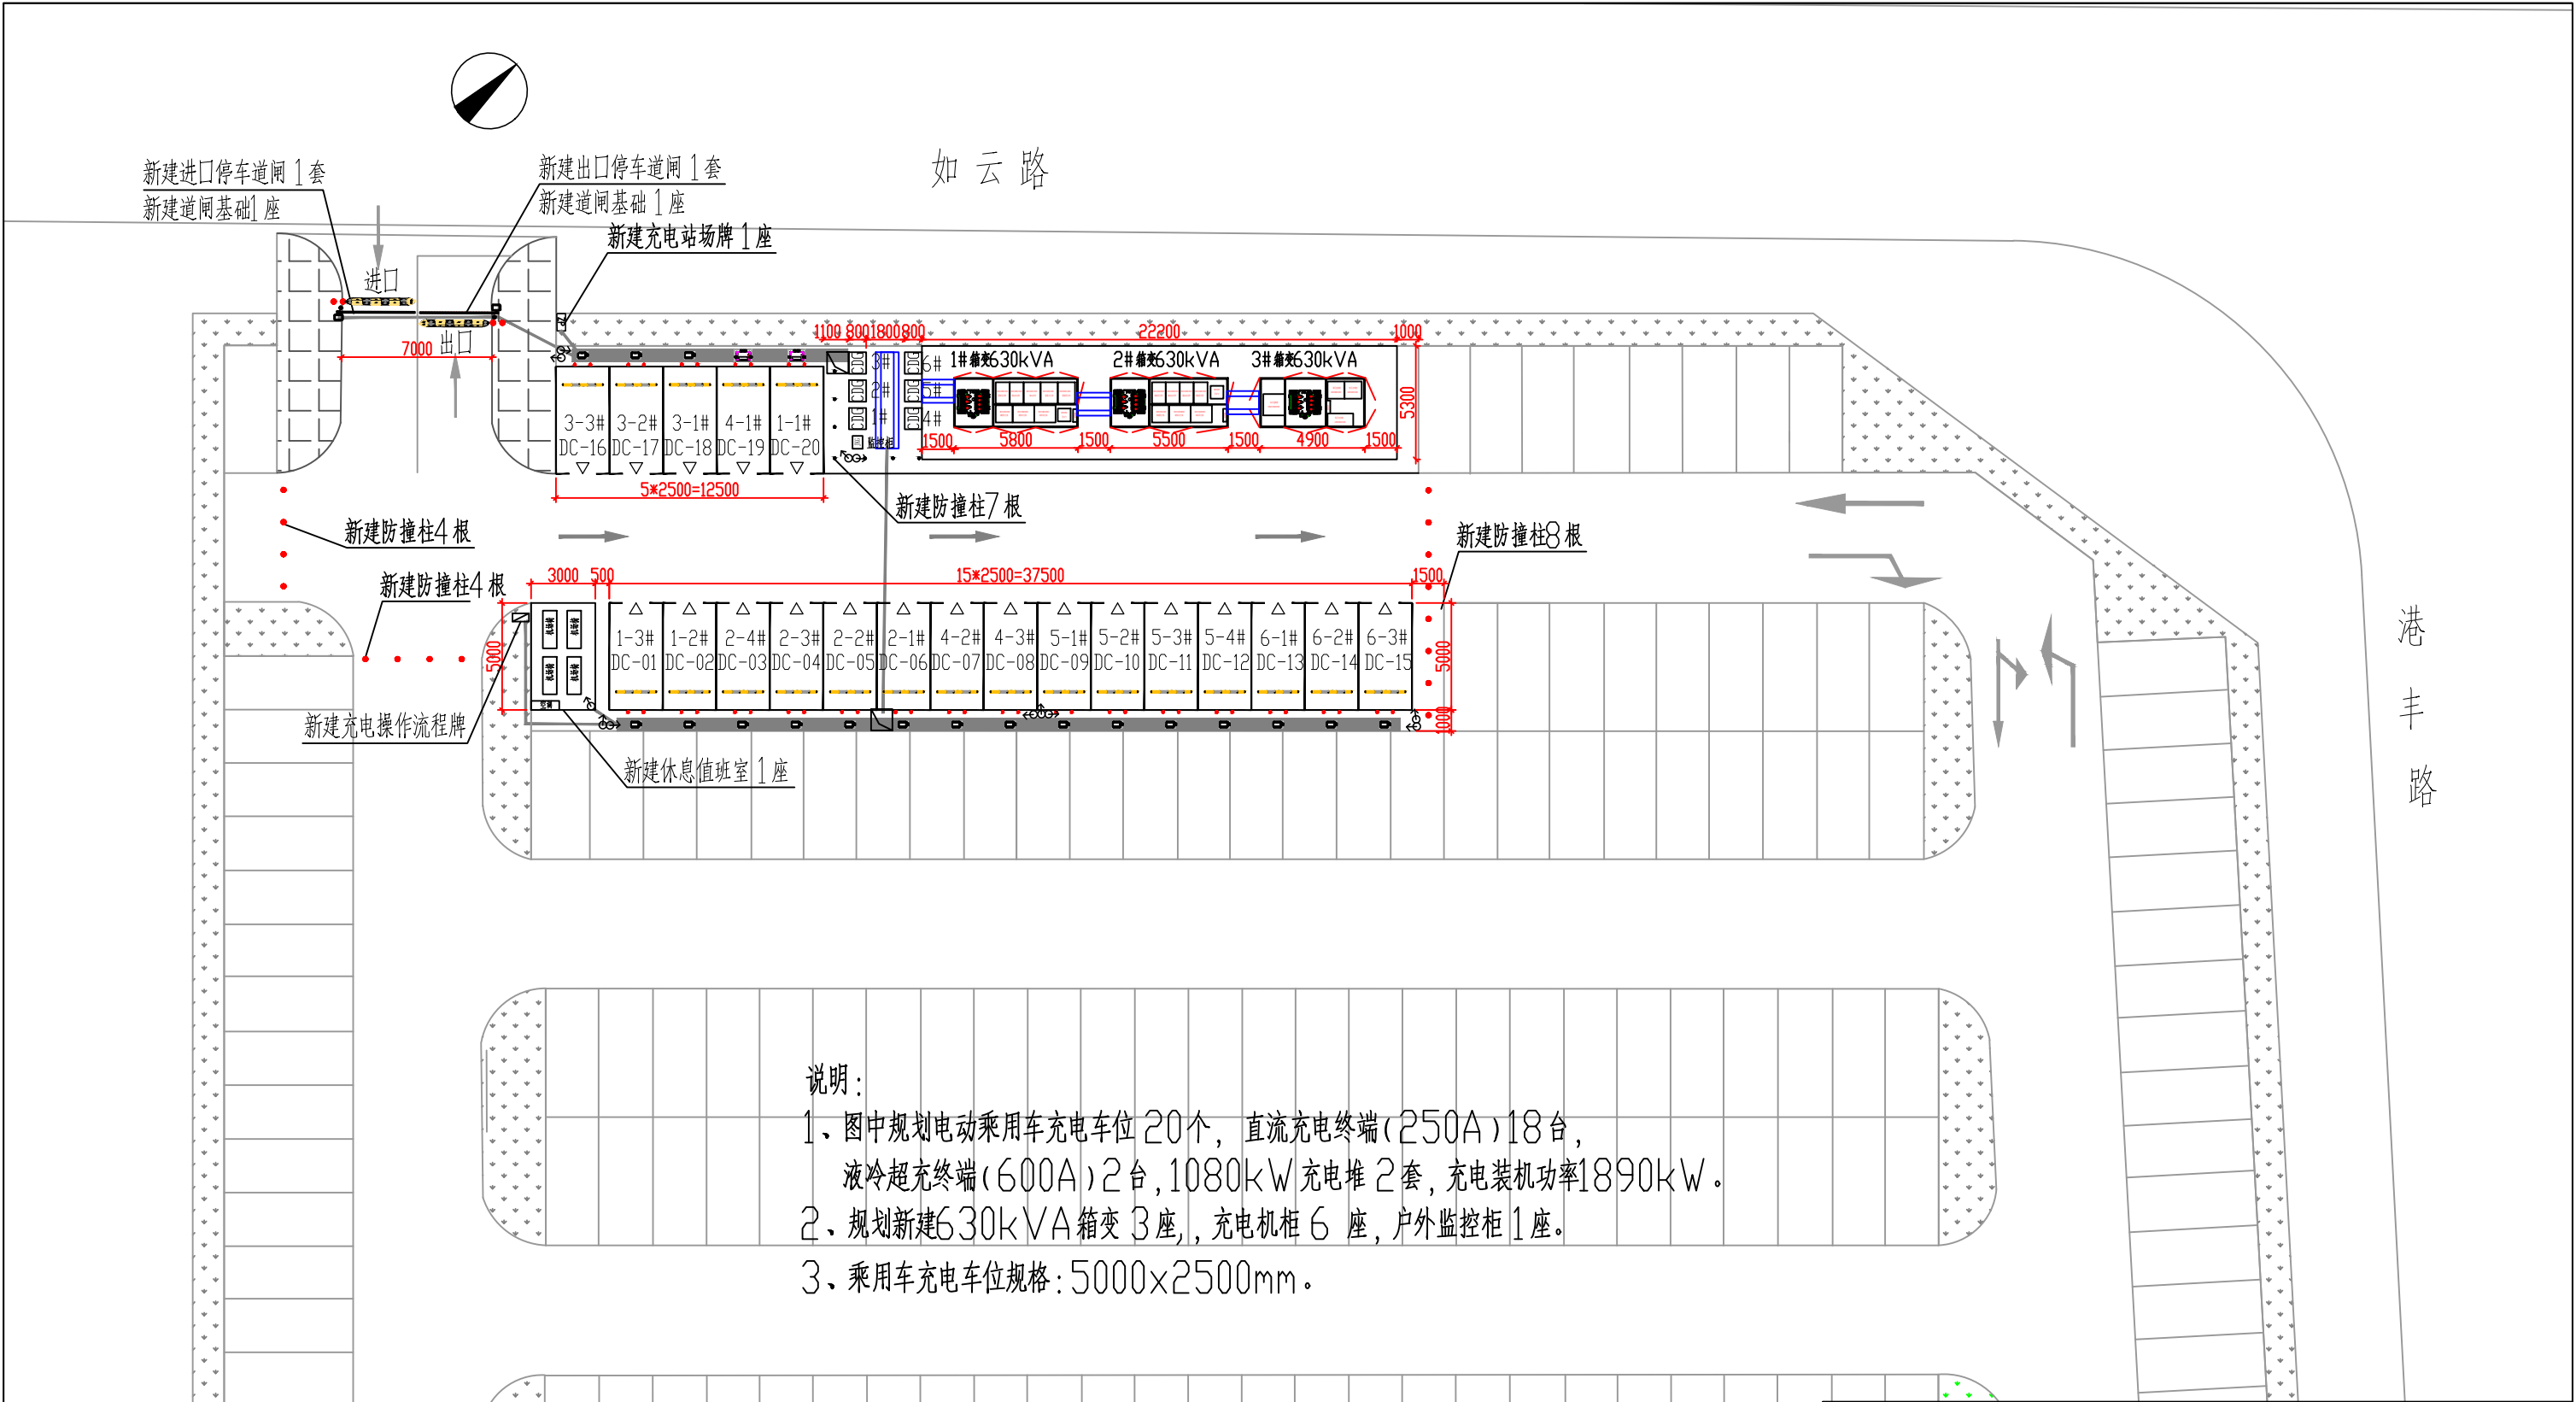 新建进口停车道闸 1 套
新建道闸基础1 座
新建出口停车道闸 1 套
新建道闸基础 1 座
新建充电站场牌 1 座
如云路
进口
出口
7000
1100 800 1800 800
22200
1000
3# 6#
2# 5#
1# 4#
CDG CDG
CDG CDG
CDG CDG
监控柜
1#箱变630kVA
2#箱变630kVA
3#箱变630kVA
5300
1500 5800 1500 5500 1500 4900 1500
3-3# 3-2# 3-1# 4-1# 1-1#
DC-16 DC-17 DC-18 DC-19 DC-20
5*2500=12500
新建防撞柱7 根
新建防撞柱4 根
新建防撞柱8 根
新建防撞柱4 根
3000 500
15*2500=37500
1500
5000
1-3# 1-2# 2-4# 2-3# 2-2# 2-1# 4-2# 4-3# 5-1# 5-2# 5-3# 5-4# 6-1# 6-2# 6-3#
DC-01 DC-02 DC-03 DC-04 DC-05 DC-06 DC-07 DC-08 DC-09 DC-10 DC-11 DC-12 DC-13 DC-14 DC-15
5000
1000
新建充电操作流程牌
新建休息值班室 1 座
港丰路
说明：
1、图中规划电动乘用车充电车位 20个，直流充电终端(250A)18台，
液冷超充终端(600A)2台,1080kW充电堆 2套,充电装机功率1890kW。
2、规划新建630kVA箱变 3座,，充电机柜 6 座，户外监控柜 1座。
3、乘用车充电车位规格:5000x2500mm。